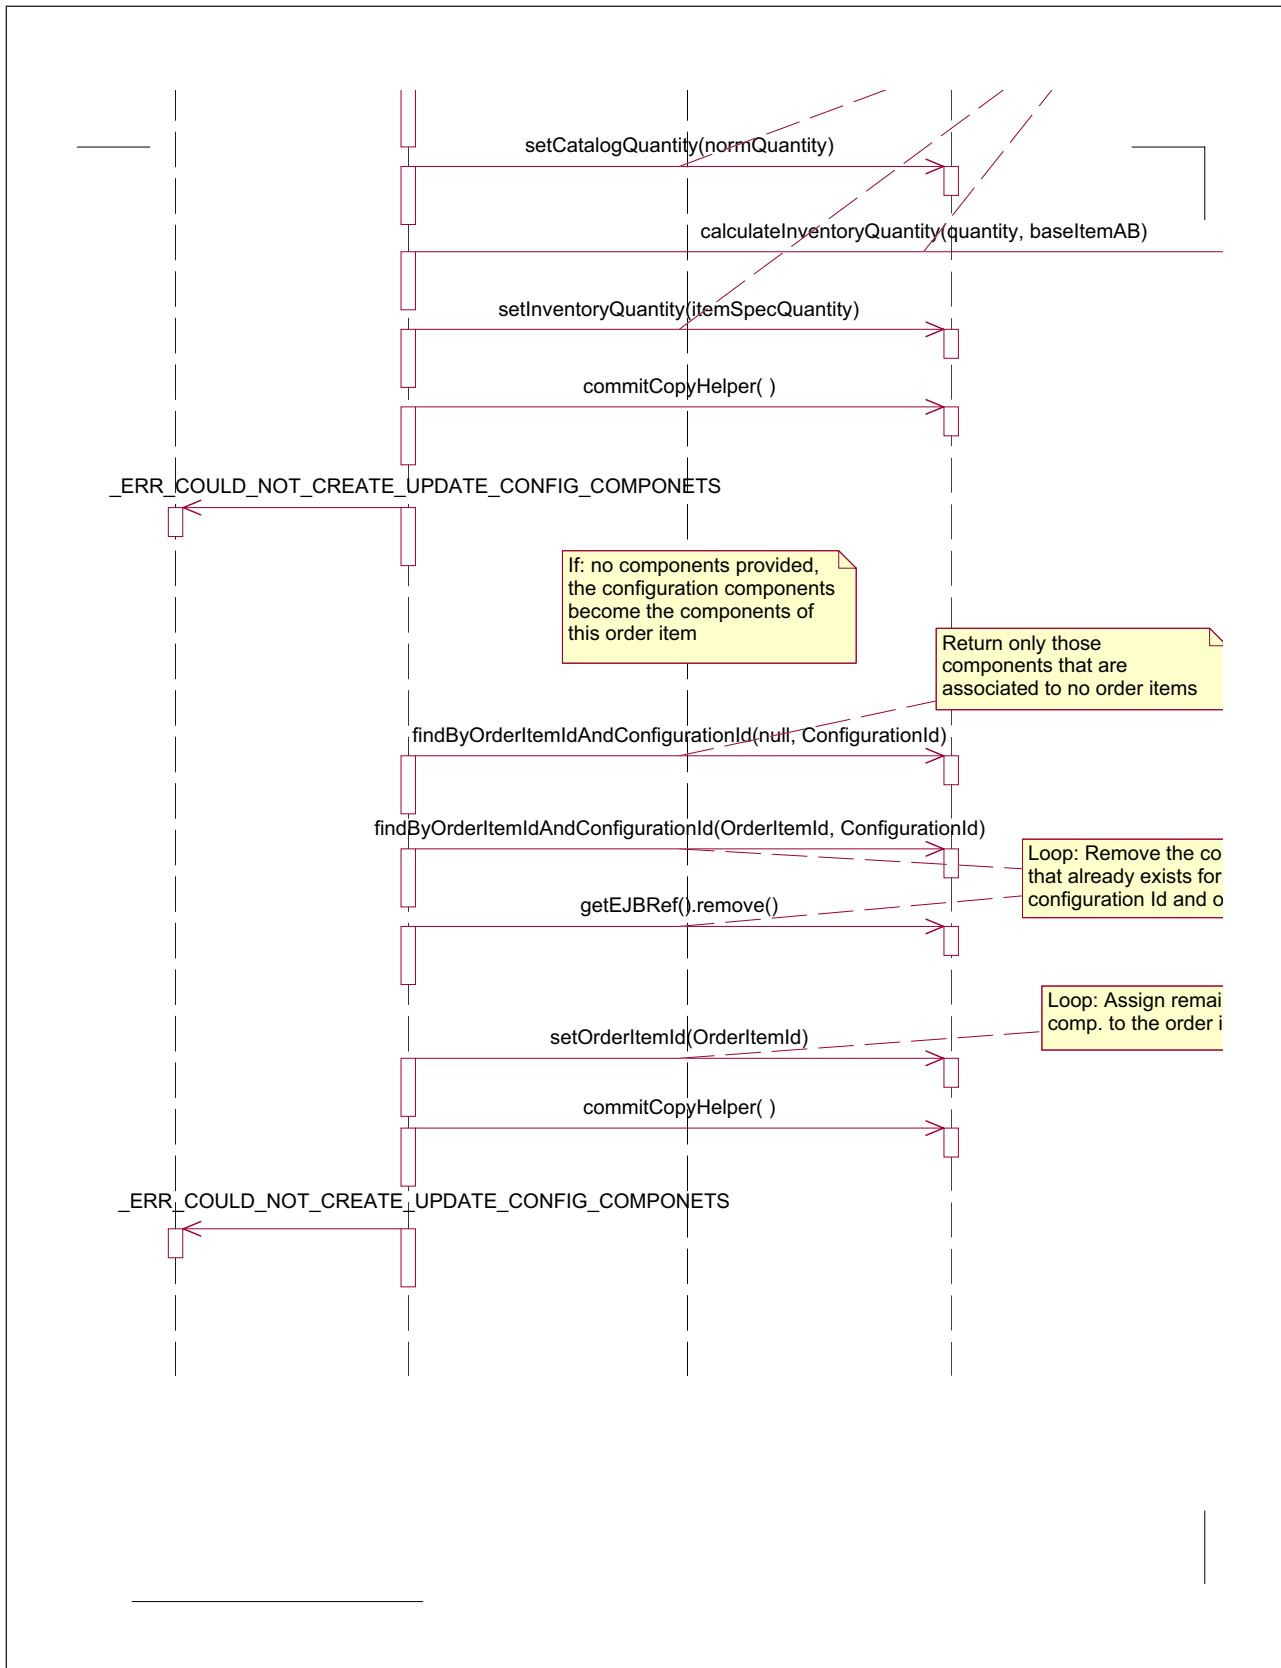 setCatalogQuantity(normQuantity)
calculateInventoryQuantity(quantity, baseItemAB)
setInventoryQuantity(itemSpecQuantity)
commitCopyHelper( )
_ERR_COULD_NOT_CREATE_UPDATE_CONFIG_COMPONETS
If: no components provided,
the configuration components
become the components of
this order item
Return only those
components that are
associated to no order items
findByOrderItemIdAndConfigurationId(null, ConfigurationId)
findByOrderItemIdAndConfigurationId(OrderItemId, ConfigurationId)
Loop: Remove the co
that already exists for
configuration Id and o
getEJBRef().remove()
Loop: Assign remai
comp. to the order i
setOrderItemId(OrderItemId)
commitCopyHelper( )
_ERR_COULD_NOT_CREATE_UPDATE_CONFIG_COMPONETS